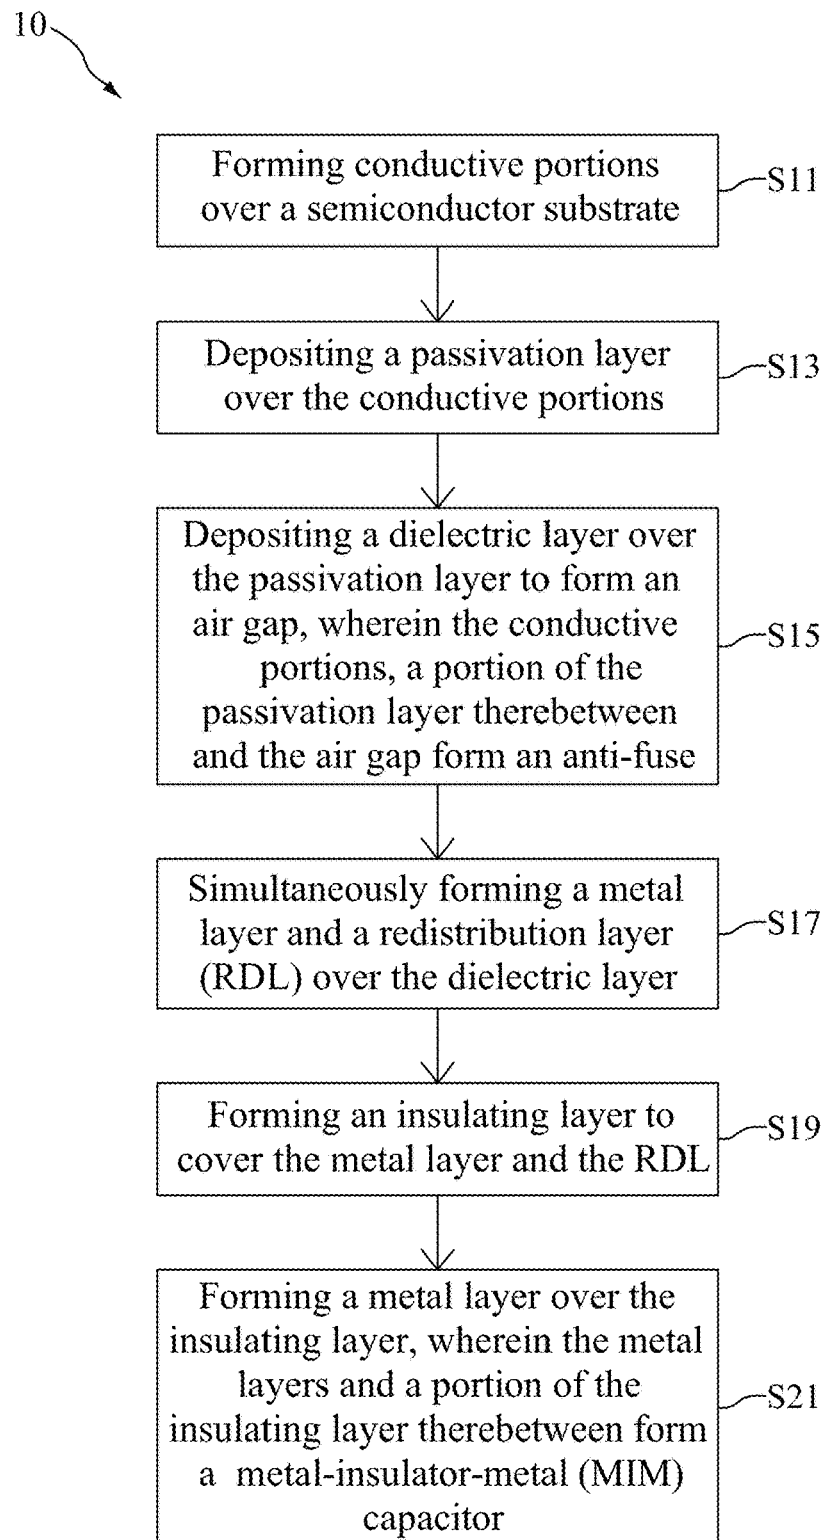 10
Forming conductive portions
over a semiconductor substrate
S11
Depositing a passivation layer
over the conductive portions
S13
Depositing a dielectric layer over
the passivation layer to form an
air gap, wherein the conductive
portions, a portion of the
passivation layer therebetween
and the air gap form an anti-fuse
S15
Simultaneously forming a metal
layer and a redistribution layer
(RDL) over the dielectric layer
S17
Forming an insulating layer to
cover the metal layer and the RDL
S19
Forming a metal layer over the
insulating layer, wherein the metal
layers and a portion of the
insulating layer therebetween form
a metal-insulator-metal (MIM)
capacitor
S21